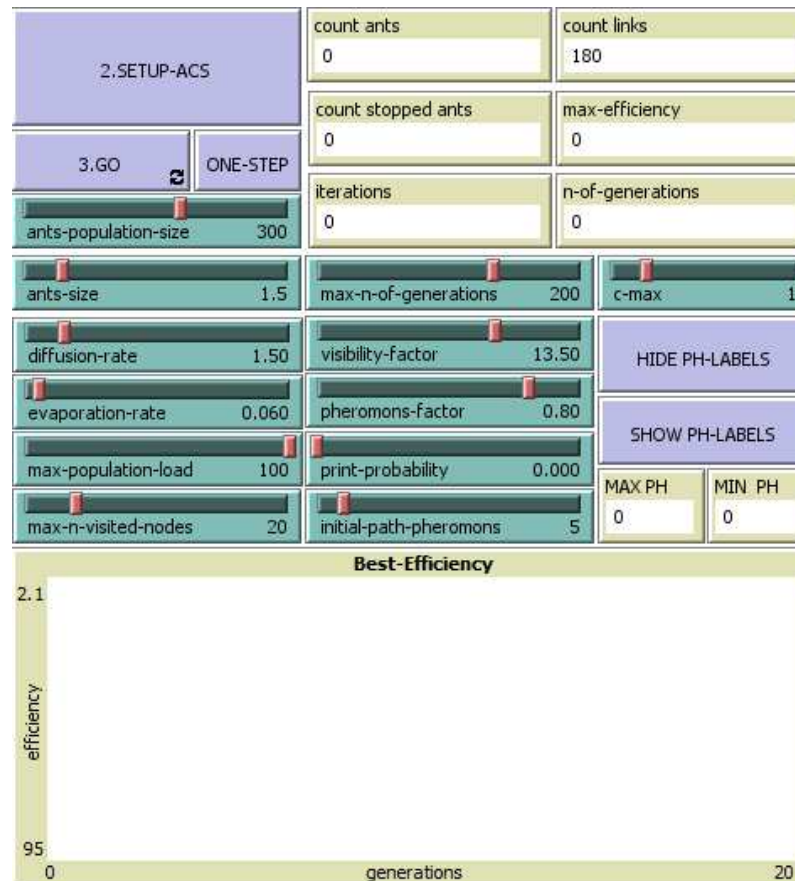 2.SETUP-ACS
count ants
0
count links
180
count stopped ants
0
max-efficiency
0
3.GO
ONE-STEP
iterations
0
n-of-generations
0
ants-population-size 300
ants-size 1.5
max-n-of-generations 200
c-max 1
diffusion-rate 1.50
visibility-factor 13.50
HIDE PH-LABELS
evaporation-rate 0.060
pheromons-factor 0.80
SHOW PH-LABELS
max-population-load 100
print-probability 0.000
MAX PH
0
MIN PH
0
max-n-visited-nodes 20
initial-path-pheromons 5
Best-Efficiency
2.1
efficiency
95
0
generations
20